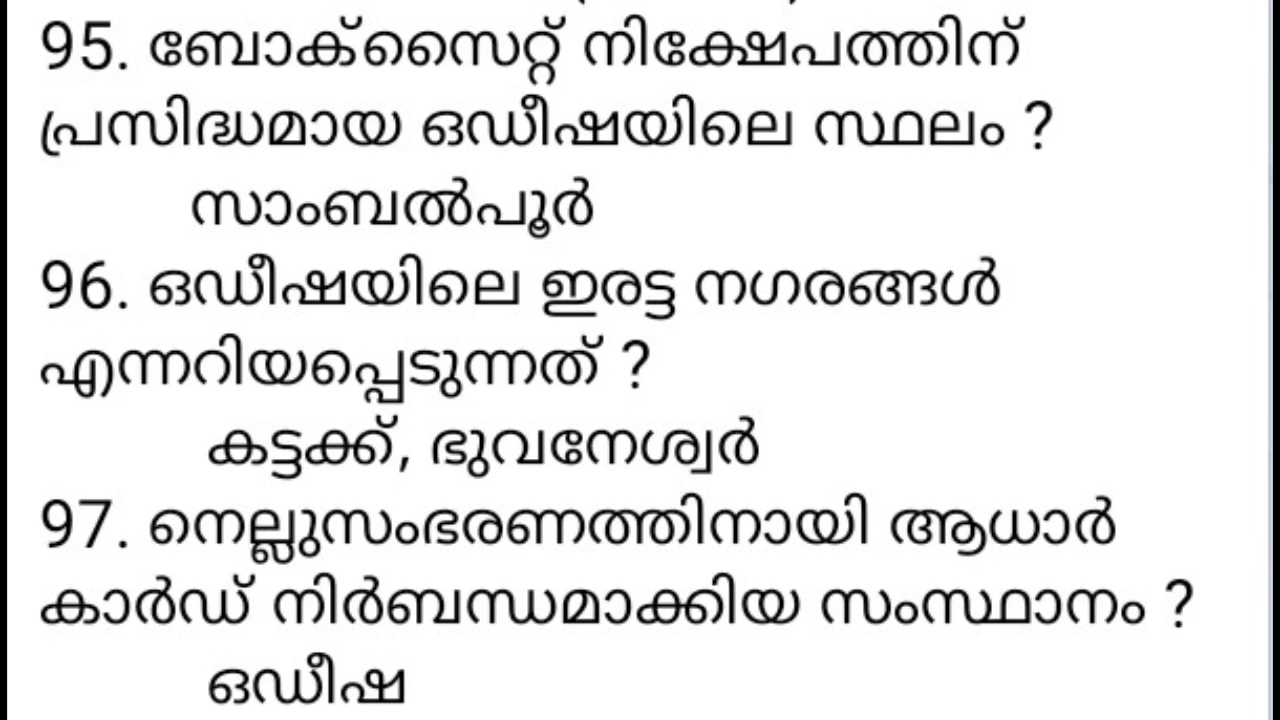 95. ബോക്സൈറ്റ് നിക്ഷേപത്തിന്
പ്രസിദ്ധമായ ഒഡീഷയിലെ സ്ഥലം ?
സാംബൽപൂർ
96. ഒഡീഷയിലെ ഇരട്ട നഗരങ്ങൾ
എന്നറിയപ്പെടുന്നത് ?
കട്ടക്ക്, ഭുവനേശ്വർ
97. നെല്ലുസംഭരണത്തിനായി ആധാർ
കാർഡ് നിർബന്ധമാക്കിയ സംസ്ഥാനം ?
ഒഡീഷ